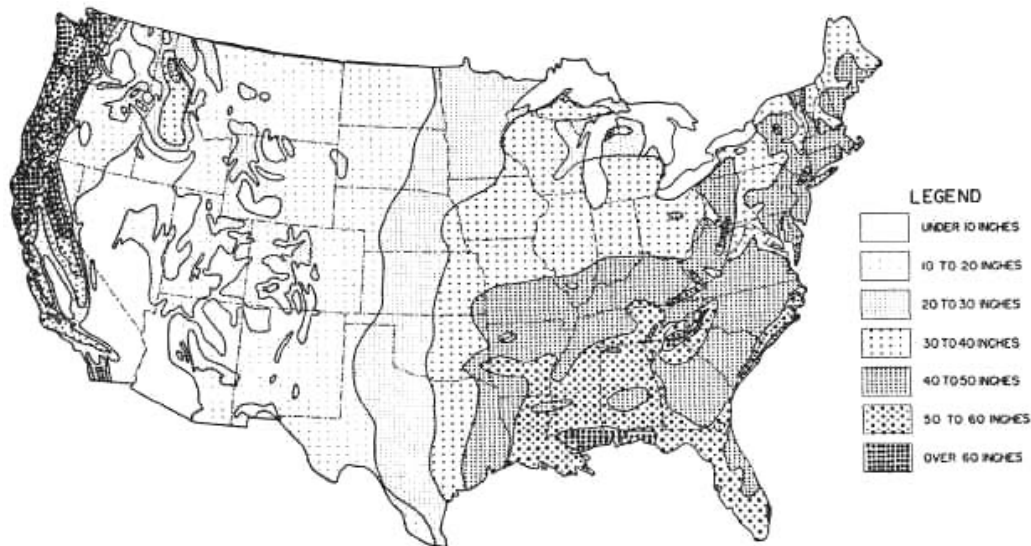 LEGEND
UNDER 10 INCHES
10 TO 20 INCHES
20 TO 30 INCHES
30 TO 40 INCHES
40 TO 50 INCHES
50 TO 60 INCHES
OVER 60 INCHES